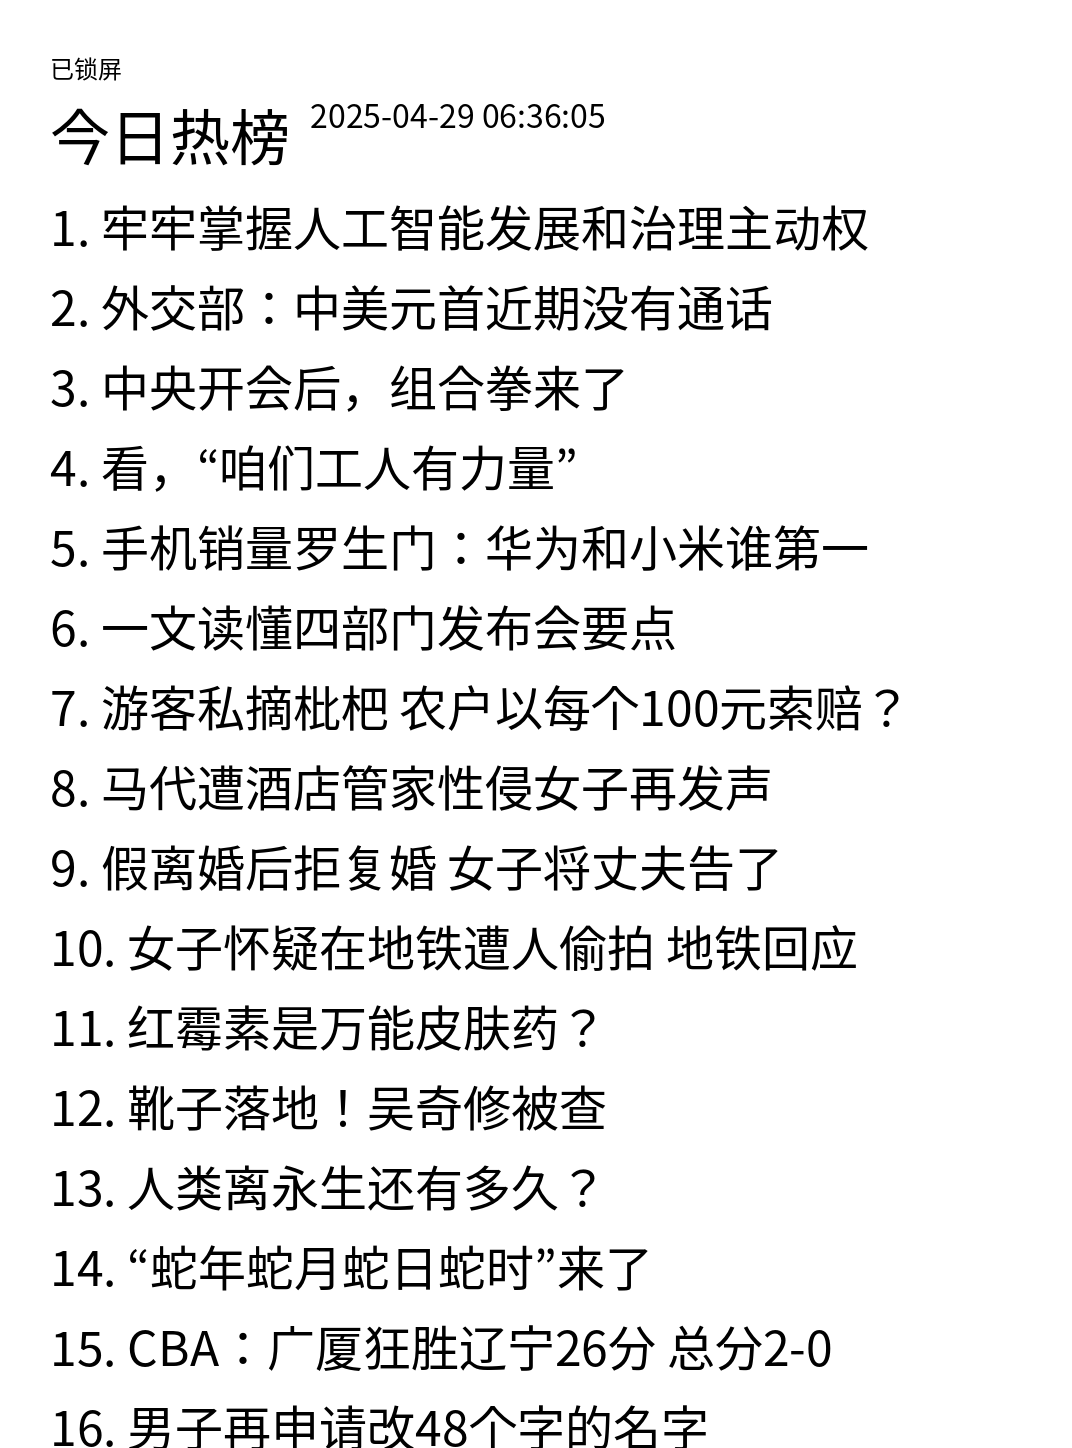 已锁屏
今日热榜 2025-04-29 06:36:05
1. 牢牢掌握人工智能发展和治理主动权
2. 外交部：中美元首近期没有通话
3. 中央开会后，组合拳来了
4. 看，“咱们工人有力量”
5. 手机销量罗生门：华为和小米谁第一
6. 一文读懂四部门发布会要点
7. 游客私摘枇杷 农户以每个100元索赔？
8. 马代遭酒店管家性侵女子再发声
9. 假离婚后拒复婚 女子将丈夫告了
10. 女子怀疑在地铁遭人偷拍 地铁回应
11. 红霉素是万能皮肤药？
12. 靴子落地！吴奇修被查
13. 人类离永生还有多久？
14. “蛇年蛇月蛇日蛇时”来了
15. CBA：广厦狂胜辽宁26分 总分2-0
16. 男子再申请改48个字的名字